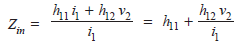 Z_in = (h₁₁ i₁ + h₁₂ v₂) / i₁ = h₁₁ + (h₁₂ v₂) / i₁